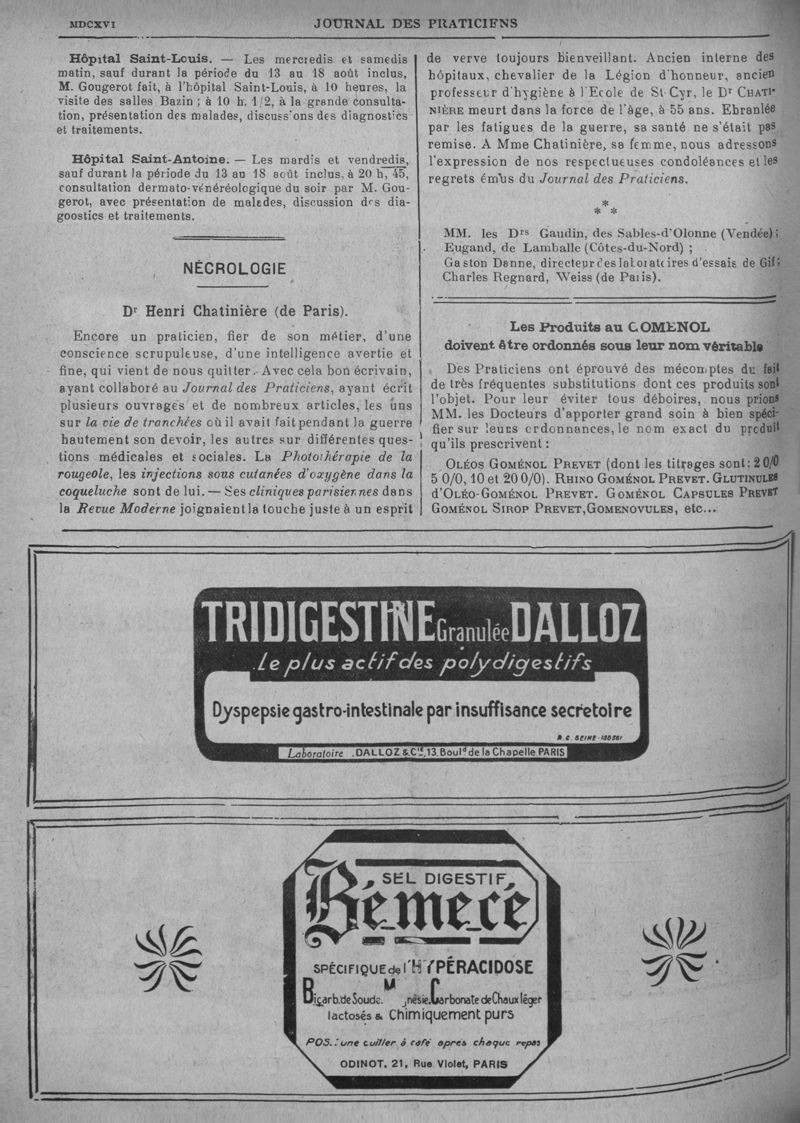 MDCXVI
JOURNAL DES PRATICIENS
Hôpital Saint-Louis. — Les mercredis et samedis
matin, sauf durant la période du 13 au 18 août inclus,
M. Gougerot fait, à l'hôpital Saint-Louis, à 10 heures, la
visite des salles Bazin ; à 10 h. 1/2, à la grande consulta-
tion, présentation des malades, discussions des diagnostics
et traitements.
Hôpital Saint-Antoine. — Les mardis et vendredis,
sauf durant la période du 13 au 18 août inclus, à 20 h, 45,
consultation dermato-vénéréologique du soir par M. Gou-
gerot, avec présentation de malades, discussion des dia-
goostics et traitements.
NÉCROLOGIE
Dr Henri Chatinière (de Paris).
Encore un praticien, fier de son métier, d'une
conscience scrupuleuse, d'une intelligence avertie et
fine, qui vient de nous quitter. Avec cela bon écrivain,
ayant collaboré au Journal des Praticiens, ayant écrit
plusieurs ouvrages et de nombreux articles, les uns
sur la vie de tranchées où il avait fait pendant la guerre
hautement son devoir, les autres sur différentes ques-
tions médicales et sociales. La Photothérapie de la
rougeole, les injections sous cutanées d'oxygène dans la
coqueluche sont de lui. — Ses cliniques parisiennes dans
la Revue Moderne joignaient la touche juste à un esprit
de verve toujours bienveillant. Ancien interne des
hôpitaux, chevalier de la Légion d'honneur, ancien
professeur d'hygiène à l'Ecole de St-Cyr, le Dr CHATI-
NIÈRE meurt dans la force de l'âge, à 55 ans. Ebranlée
par les fatigues de la guerre, sa santé ne s'était pas
remise. A Mme Chatinière, sa femme, nous adressons
l'expression de nos respectueuses condoléances et les
regrets émus du Journal des Praticiens.
*
* *
MM. les Drs Gaudin, des Sables-d'Olonne (Vendée) ;
Eugand, de Lamballe (Côtes-du-Nord) ;
Gaston Danne, directeur des laboratoires d'essais de Gif ;
Charles Regnard, Weiss (de Paris).
Les Produits au GOMENOL
doivent être ordonnés sous leur nom véritable
Des Praticiens ont éprouvé des mécomptes du fait
de très fréquentes substitutions dont ces produits sont
l'objet. Pour leur éviter tous déboires, nous prions
MM. les Docteurs d'apporter grand soin à bien spéci-
fier sur leurs ordonnances, le nom exact du produit
qu'ils prescrivent :
OLÉOS GOMÉNOL PREVET (dont les titrages sont : 2 0/0
5 0/0, 10 et 20 0/0). RHINO GOMÉNOL PREVET. GLUTINULES
D'OLÉO-GOMÉNOL PREVET. GOMÉNOL CAPSULES PREVET
GOMÉNOL SIROP PREVET, GOMENOVULES, etc...
TRIDIGESTINE Granulée DALLOZ
Le plus actif des polydigestifs
Dyspepsie gastro-intestinale par insuffisance secretoire
R. C. SEINE
Laboratoire . DALLOZ & Cie, 13, Bould de la Chapelle PARIS
SEL DIGESTIF
Bémecé
SPÉCIFIQUE de l'HYPÉRACIDOSE
Bicarb. de Soude. Magnésie. Carbonate de Chaux léger
lactosés & Chimiquement purs
POS. : une cuiller à café après chaque repas
ODINOT, 21, Rue Violet, PARIS